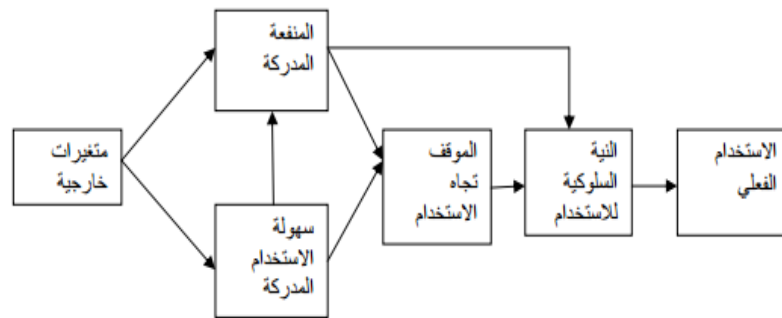 المنفعة
المدركة
متغيرات
خارجية
سهولة
الاستخدام
المدركة
الموقف
تجاه
الاستخدام
النية
السلوكية
للاستخدام
الاستخدام
الفعلي